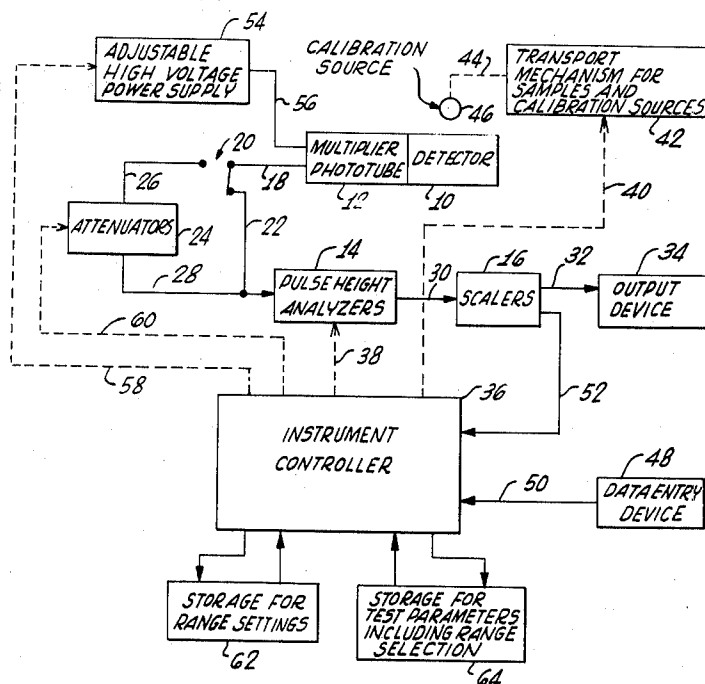 54
ADJUSTABLE
HIGH VOLTAGE
POWER SUPPLY
CALIBRATION
SOURCE
44
46
TRANSPORT
MECHANISM FOR
SAMPLES AND
CALIBRATION SOURCES
42
56
20
26
18
MULTIPLIER
PHOTOTUBE
DETECTOR
12
10
40
ATTENUATORS
24
22
14
16
32
34
28
PULSE HEIGHT
ANALYZERS
30
SCALERS
OUTPUT
DEVICE
60
38
58
36
52
INSTRUMENT
CONTROLLER
48
50
DATA ENTRY
DEVICE
STORAGE FOR
RANGE SETTINGS
62
STORAGE FOR
TEST PARAMETERS
INCLUDING RANGE
SELECTION
64